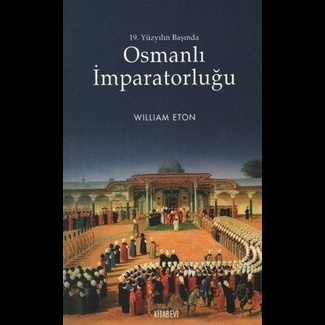 19. Yüzyılın Başında
Osmanlı
İmparatorluğu
WILLIAM ETON
KİTABEVİ